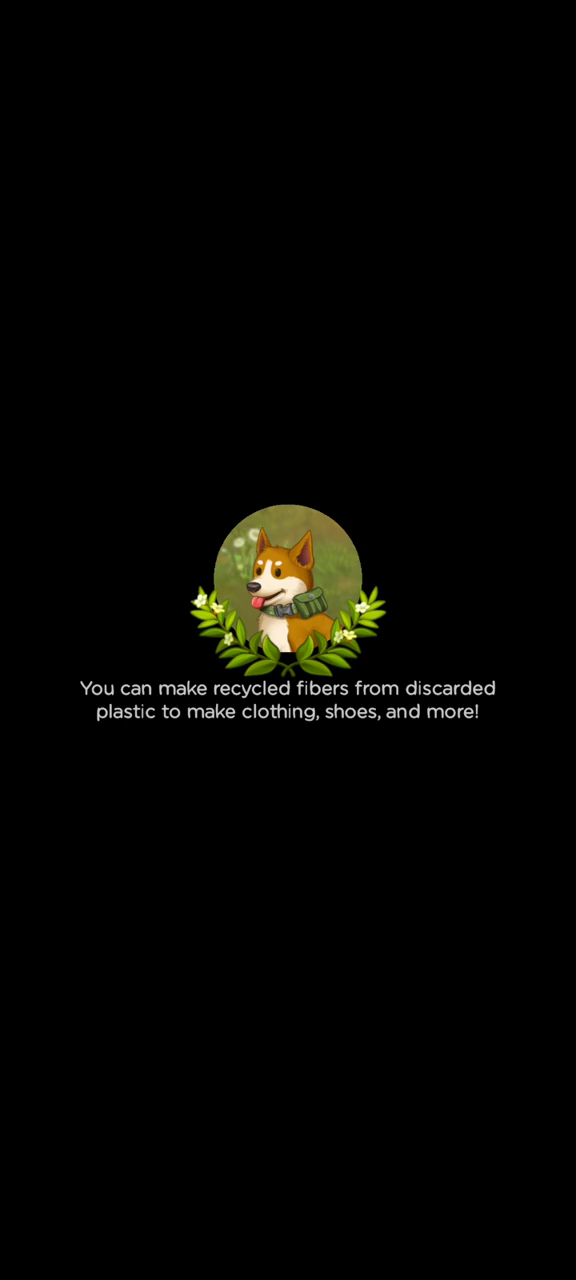 You can make recycled fibers from discarded
plastic to make clothing, shoes, and more!